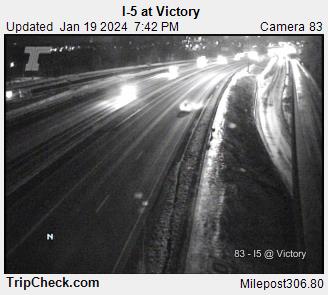 I-5 at Victory
Updated Jan 19 2024 7:42 PM Camera 83
T
N
83 - I5 @ Victory
TripCheck.com Milepost306.80